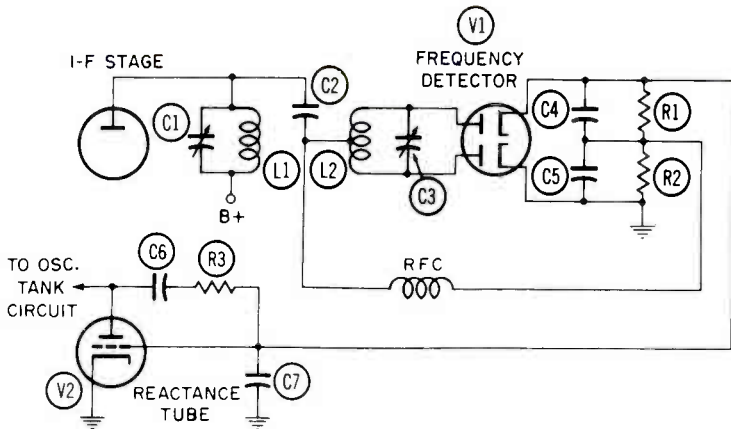 V1
I-F STAGE
FREQUENCY
DETECTOR
C2
C1
C4
R1
L1
L2
C3
C5
R2
B+
C6
R3
RFC
TO OSC.
TANK
CIRCUIT
V2
REACTANCE
TUBE
C7